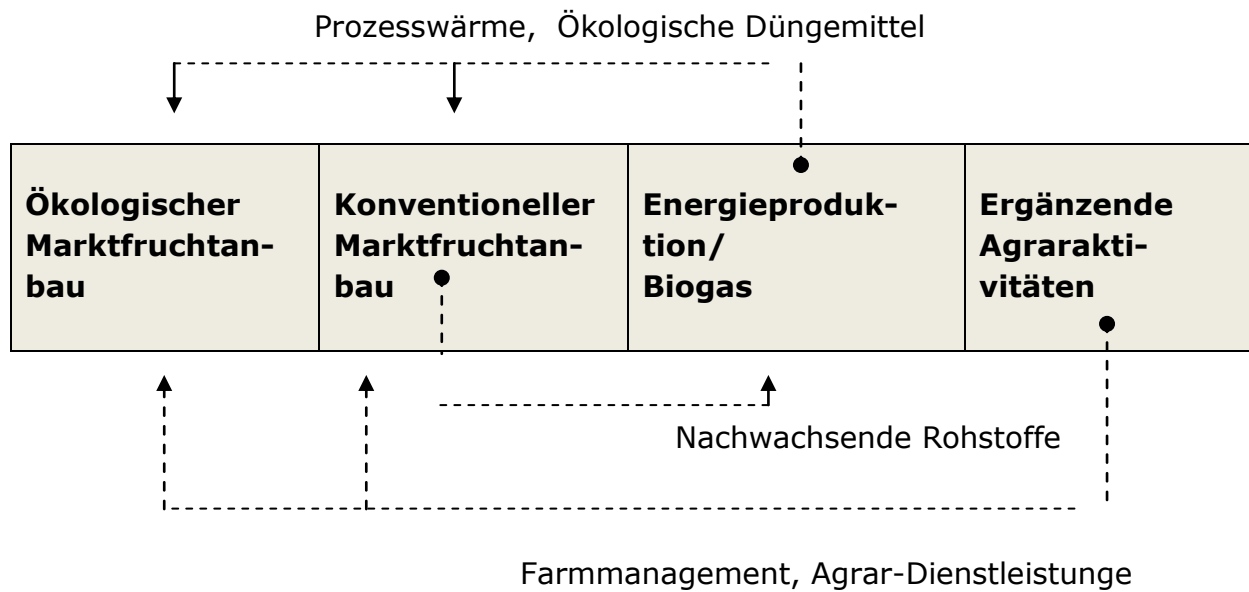 Prozesswärme, Ökologische Düngemittel
Ökologischer
Marktfruchtan-
bau
Konventioneller
Marktfruchtan-
bau
Energieproduk-
tion/
Biogas
Ergänzende
Agrarakti-
vitäten
Nachwachsende Rohstoffe
Farmmanagement, Agrar-Dienstleistunge